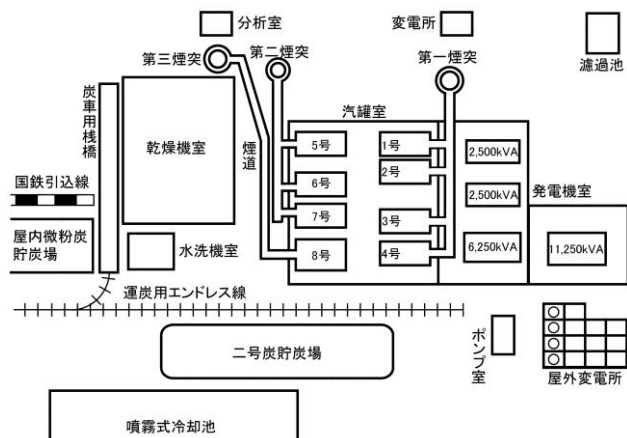 分析室
変電所
第三煙突
第二煙突
第一煙突
濾過池
炭車用桟橋
乾燥機室
煙道
汽罐室
5号
1号
2,500kVA
6号
2号
国鉄引込線
2,500kVA
発電機室
7号
3号
屋内微粉炭
貯炭場
水洗機室
8号
4号
6,250kVA
11,250kVA
運炭用エンドレス線
二号炭貯炭場
ポンプ室
屋外変電所
噴霧式冷却池